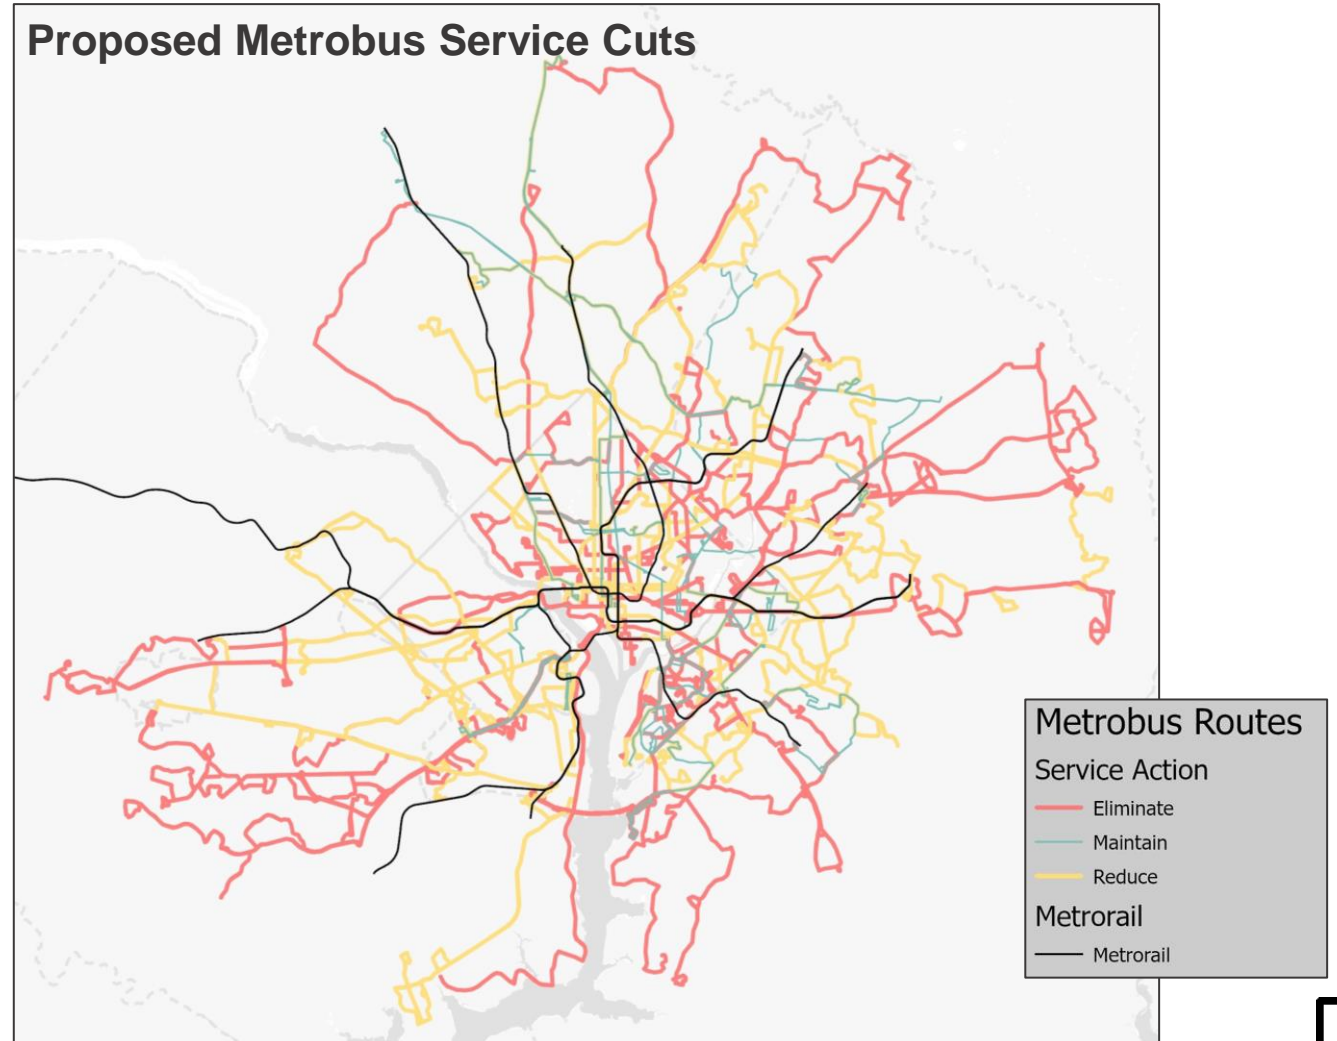 Proposed Metrobus Service Cuts
Metrobus Routes
Service Action
Eliminate
Maintain
Reduce
Metrorail
Metrorail